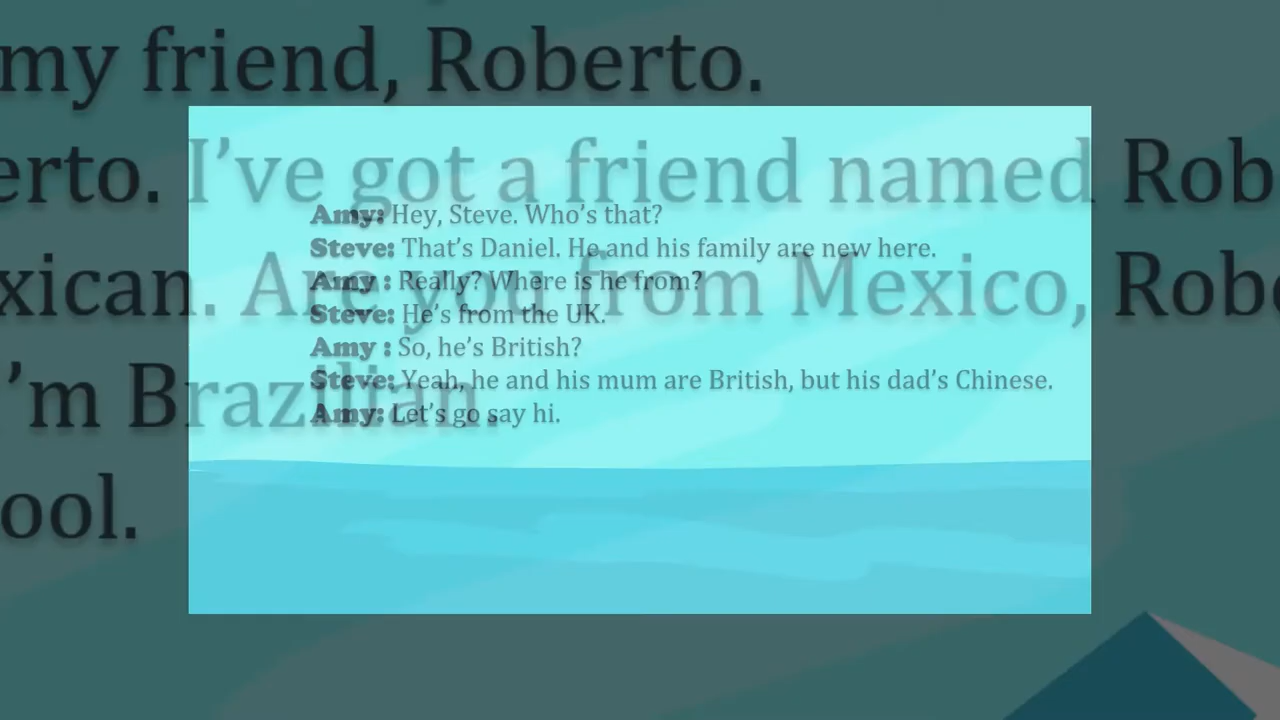 my friend, Roberto.
erto. I've got a friend named Rob
xican. Are you from Mexico, Robe
'm Brazilian.
ool.
Amy: Hey, Steve. Who's that?
Steve: That's Daniel. He and his family are new here.
Amy : Really? Where is he from?
Steve: He's from the UK.
Amy : So, he's British?
Steve: Yeah, he and his mum are British, but his dad's Chinese.
Amy: Let's go say hi.